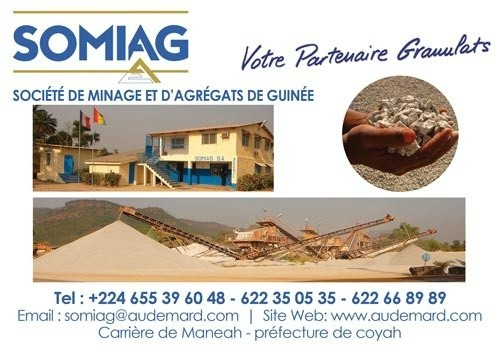 SOMIAG
Votre Partenaire Granulats
SOCIÉTÉ DE MINAGE ET D'AGRÉGATS DE GUINÉE
SOMIAG SA
Tel : +224 655 39 60 48 - 622 35 05 35 - 622 66 89 89
Email : somiag@audemard.com | Site Web: www.audemard.com
Carrière de Maneah - préfecture de coyah